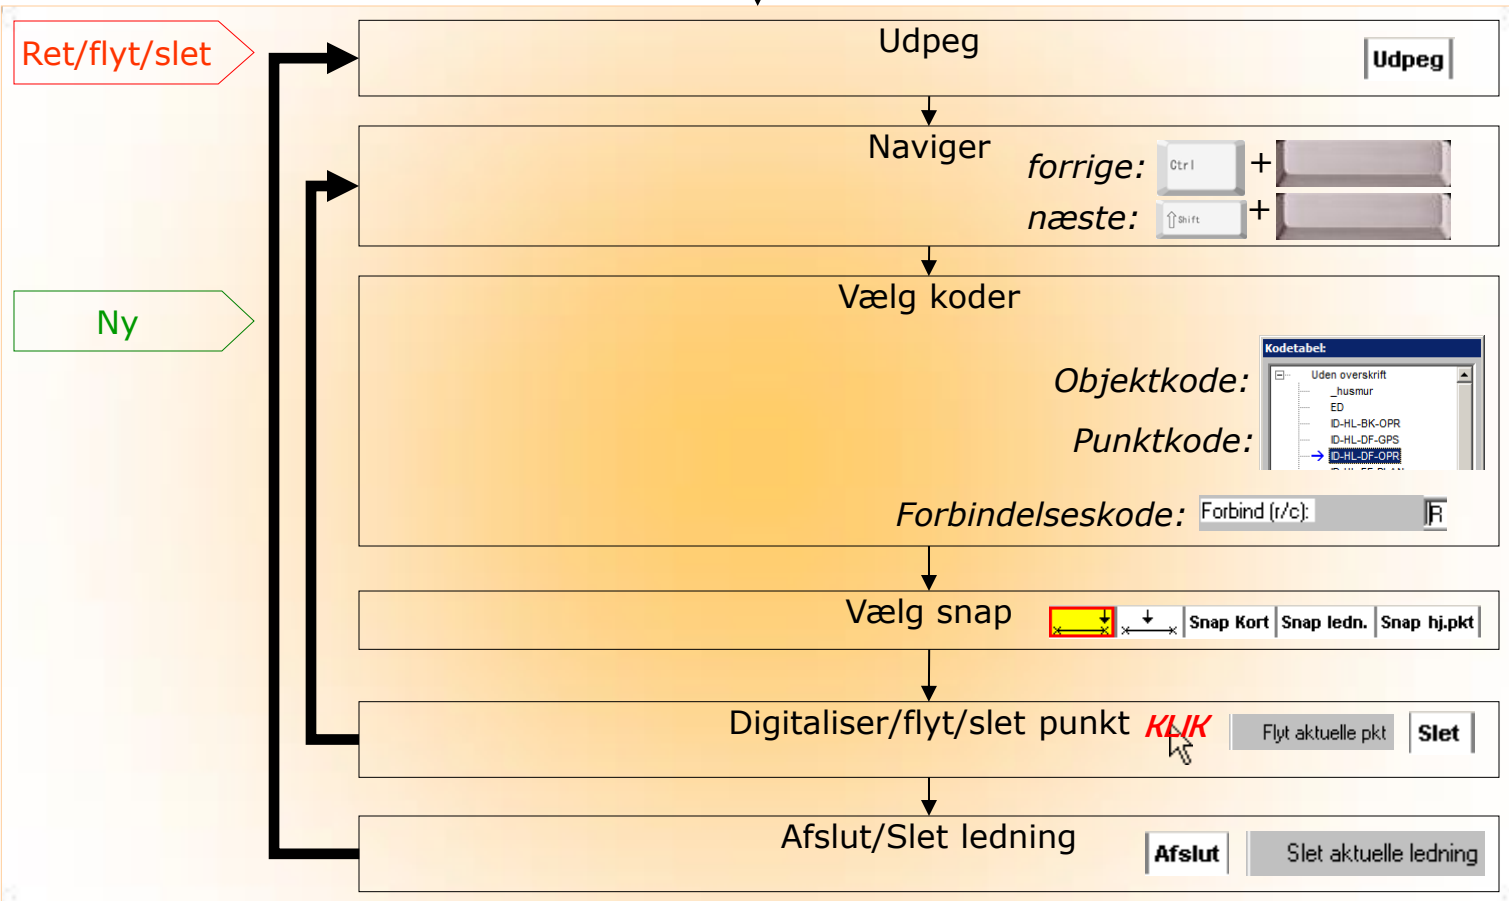 Ret/flyt/slet
Udpeg
Udpeg
Naviger
forrige: Ctrl +
næste: ⇧ Shift +
Ny
Vælg koder
Kodetabel:
Uden overskrift
_husmur
ED
ID-HL-BK-OPR
ID-HL-DF-GPS
ID-HL-DF-OPR
Objektkode:
Punktkode:
Forbindelseskode: Forbind (r/c): R
Vælg snap
Snap Kort Snap ledn. Snap hj.pkt
Digitaliser/flyt/slet punkt KLIK Flyt aktuelle pkt Slet
Afslut/Slet ledning
Afslut Slet aktuelle ledning